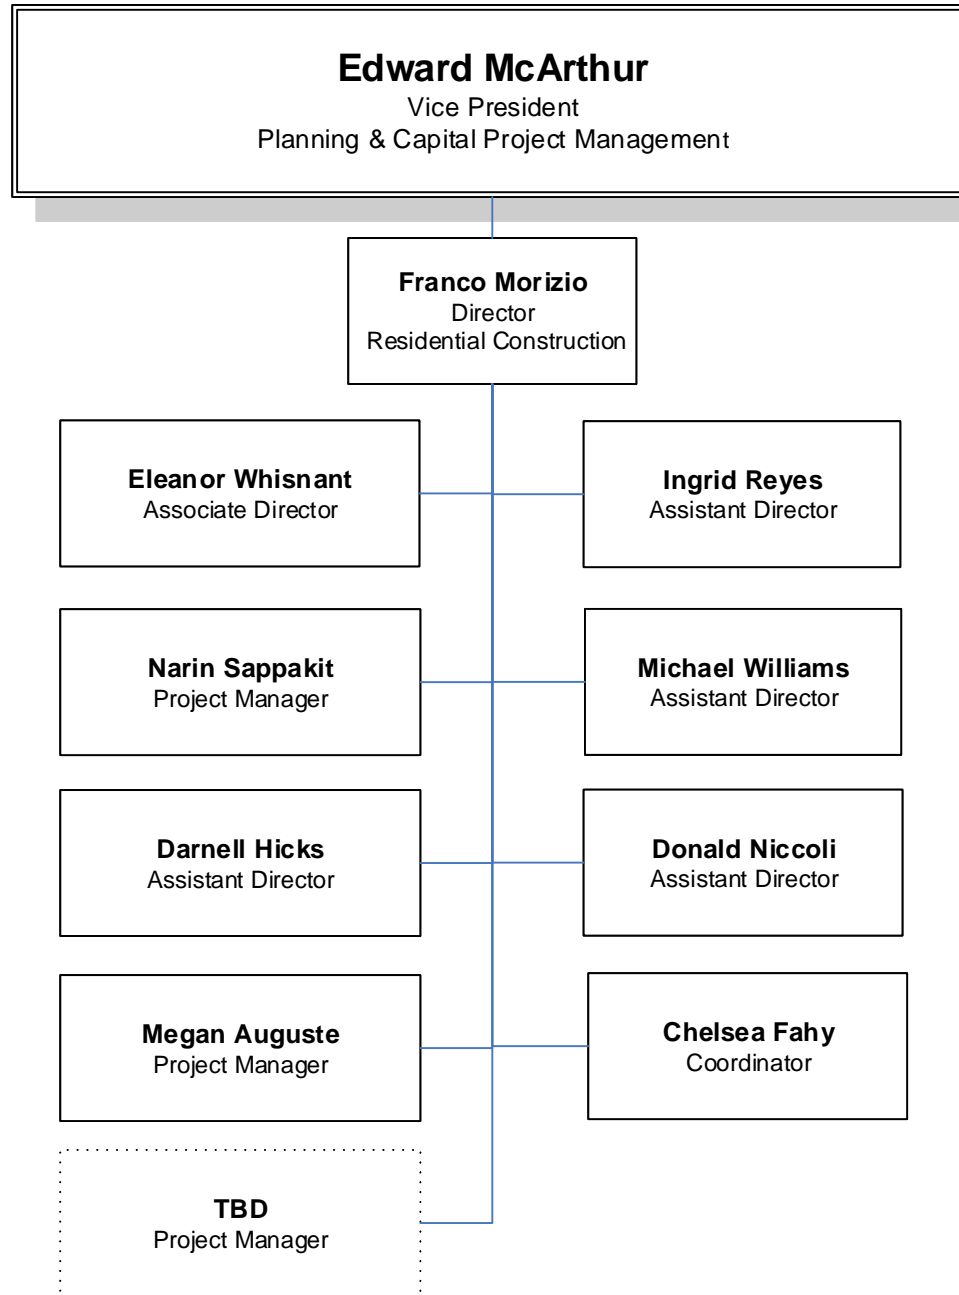 Edward McArthur
Vice President
Planning & Capital Project Management
Franco Morizio
Director
Residential Construction
Eleanor Whisnant
Associate Director
Ingrid Reyes
Assistant Director
Narin Sappakit
Project Manager
Michael Williams
Assistant Director
Darnell Hicks
Assistant Director
Donald Niccoli
Assistant Director
Megan Auguste
Project Manager
Chelsea Fahy
Coordinator
TBD
Project Manager